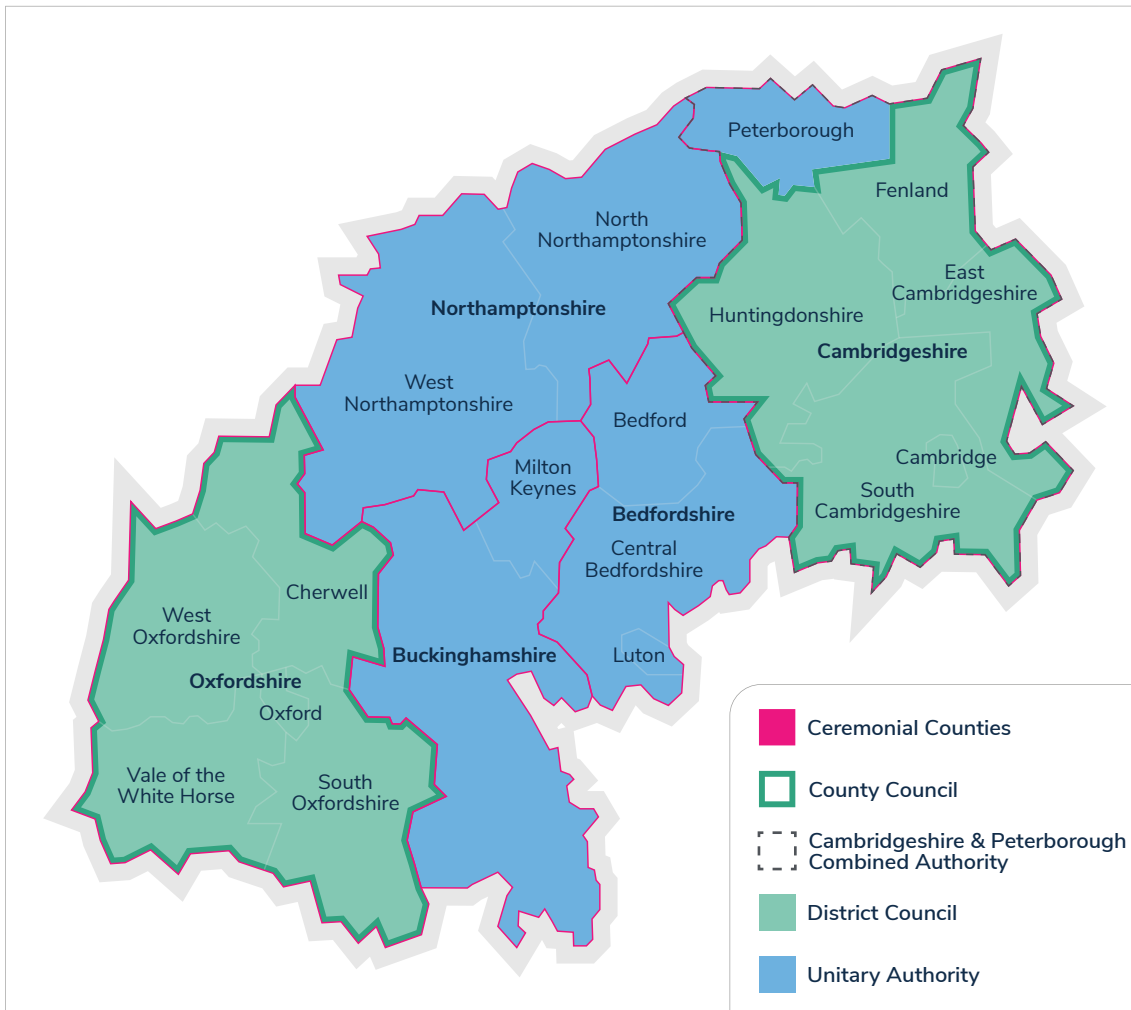 Peterborough
Fenland
North
Northamptonshire
East
Cambridgeshire
Northamptonshire
Huntingdonshire
Cambridgeshire
West
Northamptonshire
Bedford
Milton
Keynes
Cambridge
South
Cambridgeshire
Bedfordshire
Central
Bedfordshire
Cherwell
West
Oxfordshire
Buckinghamshire
Luton
Oxfordshire
Oxford
Vale of the
White Horse
South
Oxfordshire
Ceremonial Counties
County Council
Cambridgeshire & Peterborough
Combined Authority
District Council
Unitary Authority